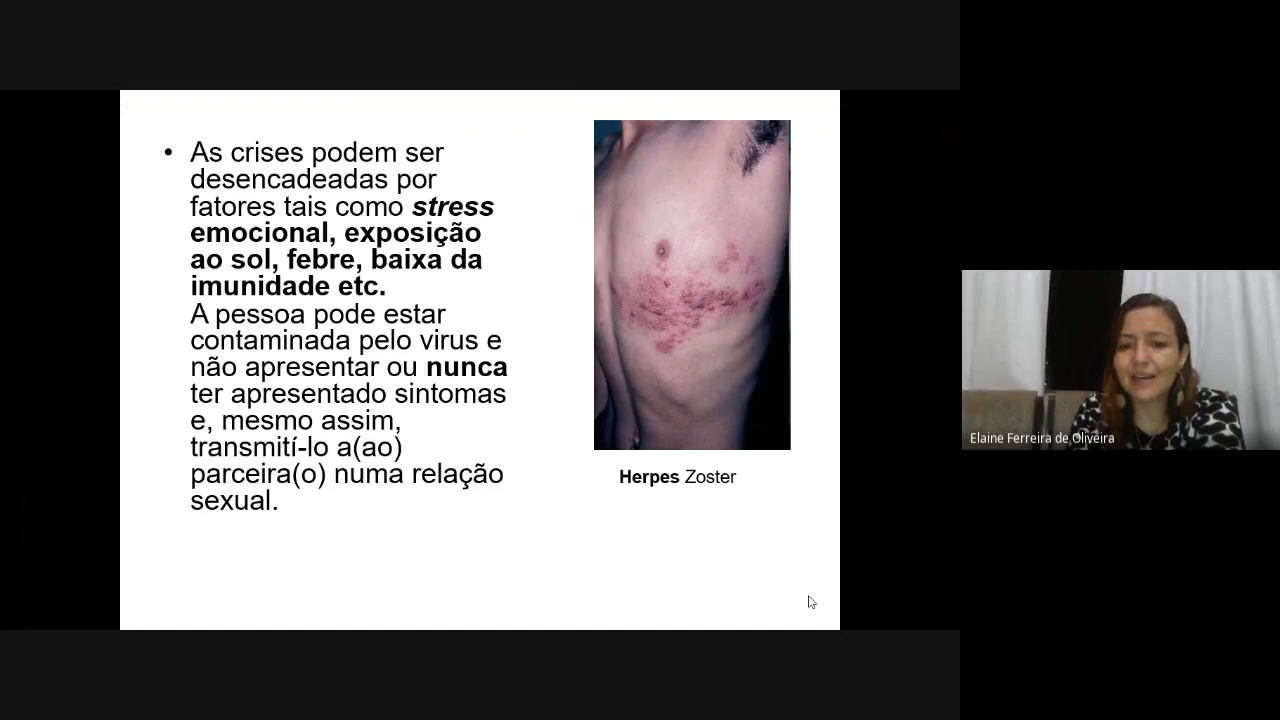 • As crises podem ser
desencadeadas por
fatores tais como stress
emocional, exposição
ao sol, febre, baixa da
imunidade etc.
A pessoa pode estar
contaminada pelo virus e
não apresentar ou nunca
ter apresentado sintomas
e, mesmo assim,
transmití-lo a(ao)
parceira(o) numa relação
sexual.
Herpes Zoster
Elaine Ferreira de Oliveira